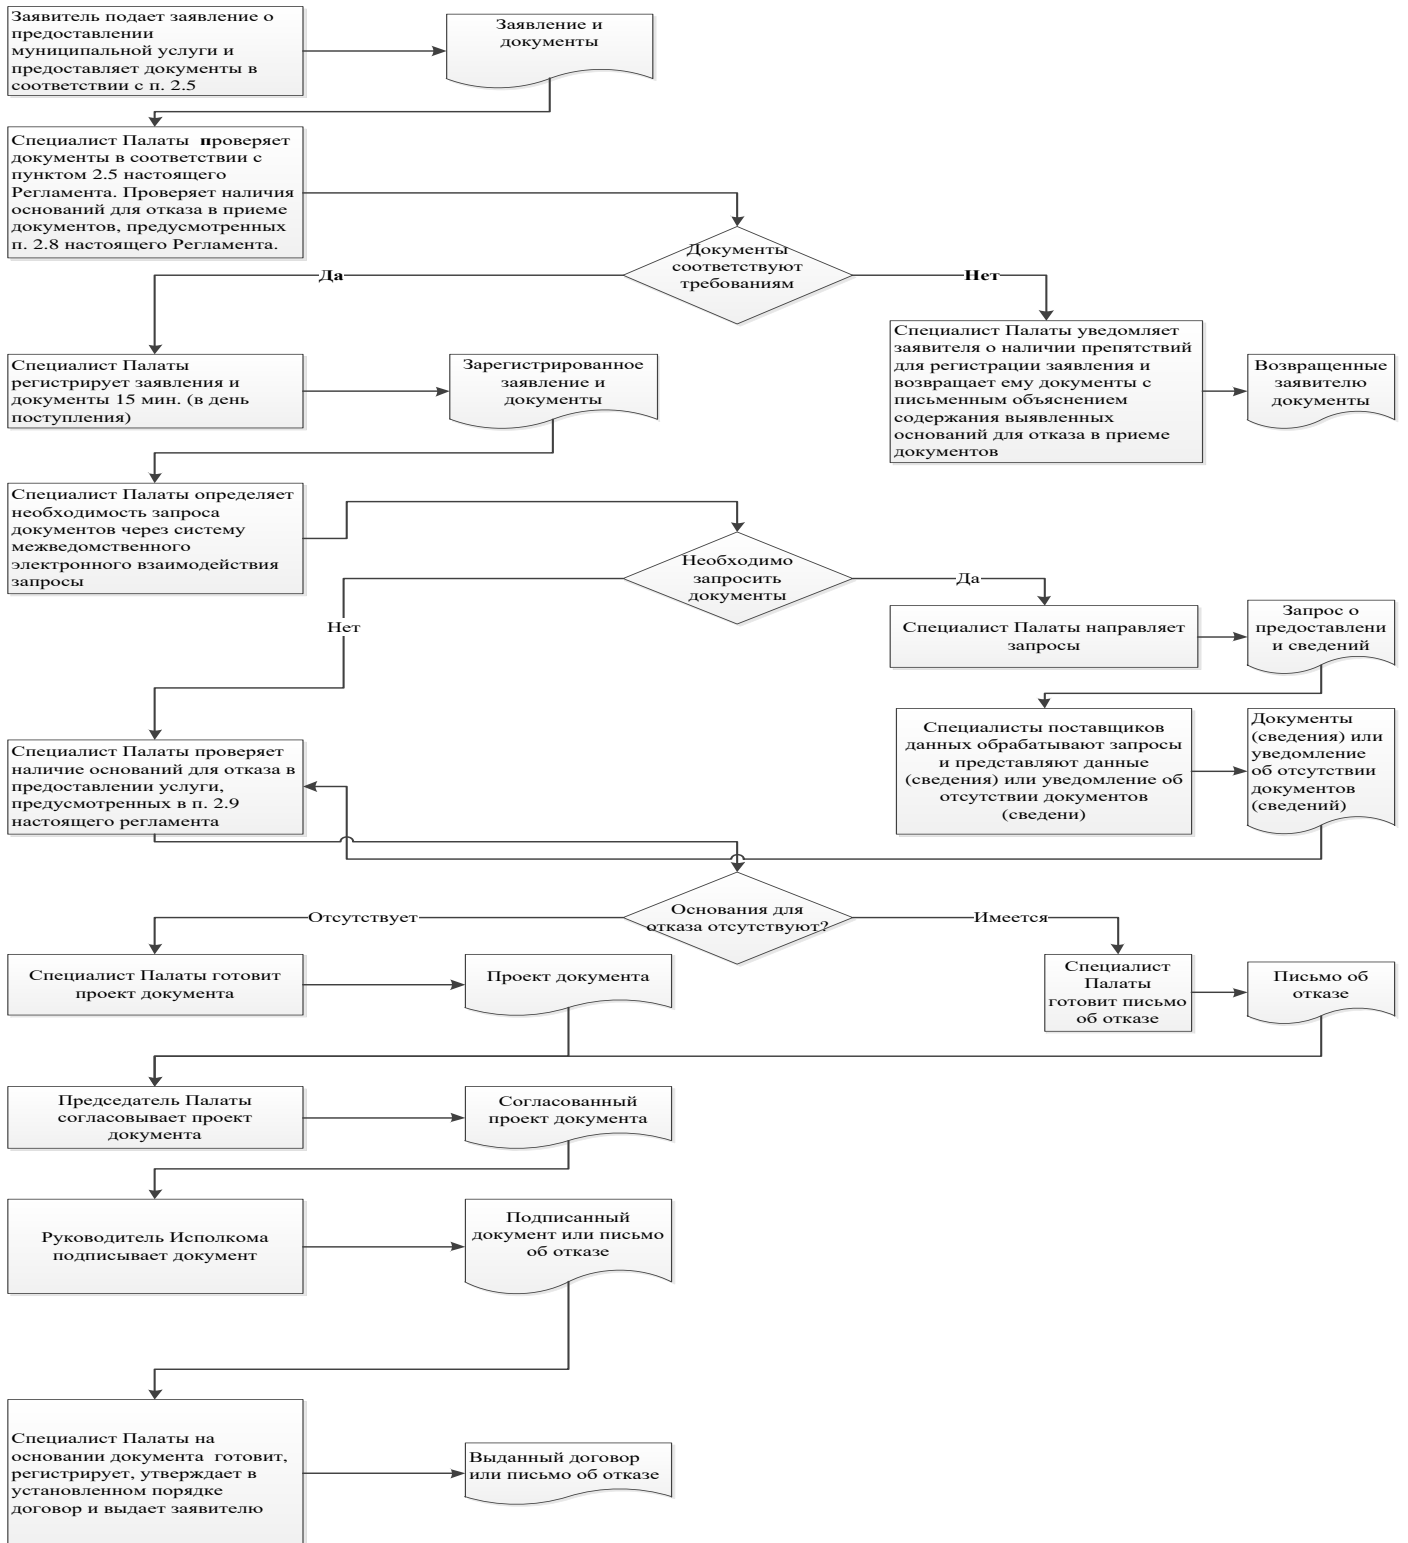 Заявитель подает заявление о
предоставлении
муниципальной услуги и
предоставляет документы в
соответствии с п. 2.5
Заявление и
документы
Специалист Палаты  проверяет
документы в соответствии с
пунктом 2.5 настоящего
Регламента. Проверяет наличия
оснований для отказа в приеме
документов, предусмотренных
п. 2.8 настоящего Регламента.
Документы
соответствуют
требованиям
Да
Нет
Специалист Палаты
регистрирует заявления и
документы 15 мин. (в день
поступления)
Зарегистрированное
заявление и
документы
Специалист Палаты уведомляет
заявителя о наличии препятствий
для регистрации заявления и
возвращает ему документы с
письменным объяснением
содержания выявленных
оснований для отказа в приеме
документов
Возвращенные
заявителю
документы
Специалист Палаты определяет
необходимость запроса
документов через систему
межведомственного
электронного взаимодействия
запросы
Необходимо
запросить
документы
Да
Нет
Специалист Палаты направляет
запросы
Запрос о
предоставлени
и сведений
Специалисты поставщиков
данных обрабатывают запросы
и представляют данные
(сведения) или уведомление об
отсутствии документов
(сведени)
Документы
(сведения) или
уведомление
об отсутствии
документов
(сведений)
Специалист Палаты проверяет
наличие оснований для отказа в
предоставлении услуги,
предусмотренных в п. 2.9
настоящего регламента
Основания для
отказа отсутствуют?
Отсутствует
Имеется
Специалист Палаты готовит
проект документа
Проект документа
Специалист
Палаты
готовит письмо
об отказе
Письмо об
отказе
Председатель Палаты
согласовывает проект
документа
Согласованный
проект документа
Руководитель Исполкома
подписывает документ
Подписанный
документ или письмо
об отказе
Специалист Палаты на
основании документа  готовит,
регистрирует, утверждает в
установленном порядке
договор и выдает заявителю
Выданный договор
или письмо об отказе